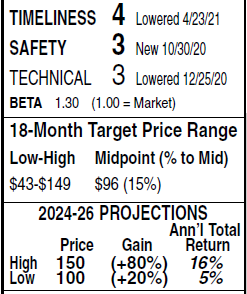 TIMELINESS 4 Lowered 4/23/21
SAFETY 3 New 10/30/20
TECHNICAL 3 Lowered 12/25/20
BETA 1.30 (1.00 = Market)
18-Month Target Price Range
Low-High Midpoint (% to Mid)
$43-$149 $96 (15%)
2024-26 PROJECTIONS
Ann'l Total
Price Gain Return
High 150 (+80%) 16%
Low 100 (+20%) 5%